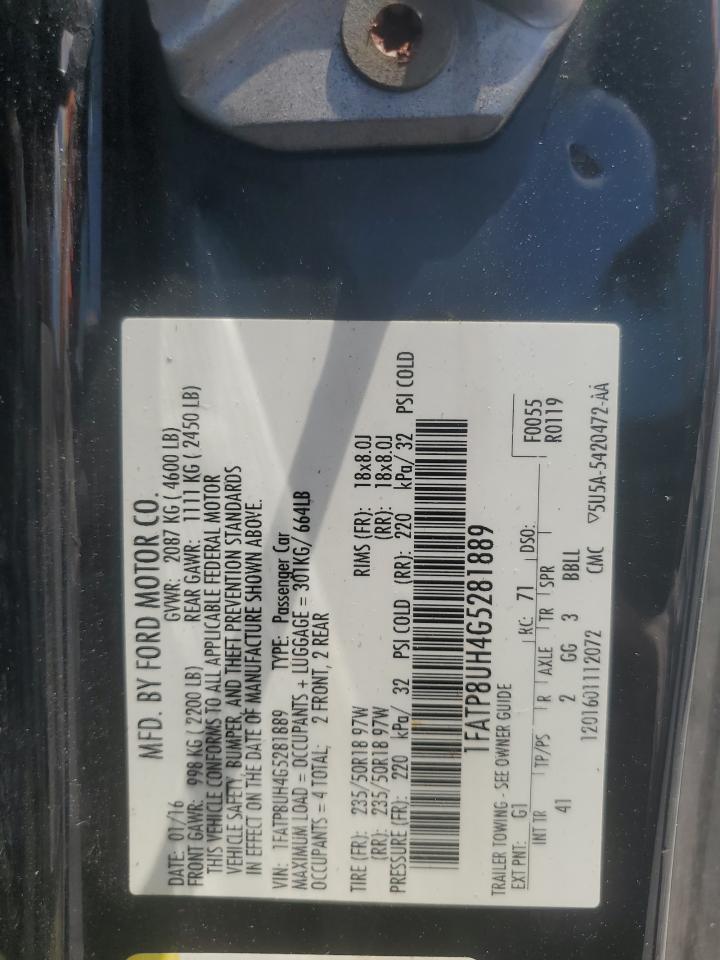 MFD. BY FORD MOTOR CO.
DATE: 01/16 GVWR: 2087 KG ( 4600 LB)
FRONT GAWR: 998 KG ( 2200 LB) REAR GAWR: 1111 KG ( 2450 LB)
THIS VEHICLE CONFORMS TO ALL APPLICABLE FEDERAL MOTOR
VEHICLE SAFETY, BUMPER, AND THEFT PREVENTION STANDARDS
IN EFFECT ON THE DATE OF MANUFACTURE SHOWN ABOVE.
VIN: 1FATP8UH4G5281889 TYPE: Passenger Car
MAXIMUM LOAD = OCCUPANTS + LUGGAGE = 301KG/ 664LB
OCCUPANTS = 4 TOTAL: 2 FRONT, 2 REAR
TIRE (FR): 235/50R18 97W RIMS (FR): 18x8.0J
(RR): 235/50R18 97W (RR): 18x8.0J
PRESSURE (FR): 220 kPa/ 32 PSI COLD (RR): 220 kPa/ 32 PSI COLD
1FATP8UH4G5281889
TRAILER TOWING - SEE OWNER GUIDE
EXT PNT: G1 RC: 71 DSO: F0055
R0119
INT TR TP/PS R AXLE TR SPR
41 2 GG 3 BBLL
1201601112072 CMC ▽5U5A-5420472-AA